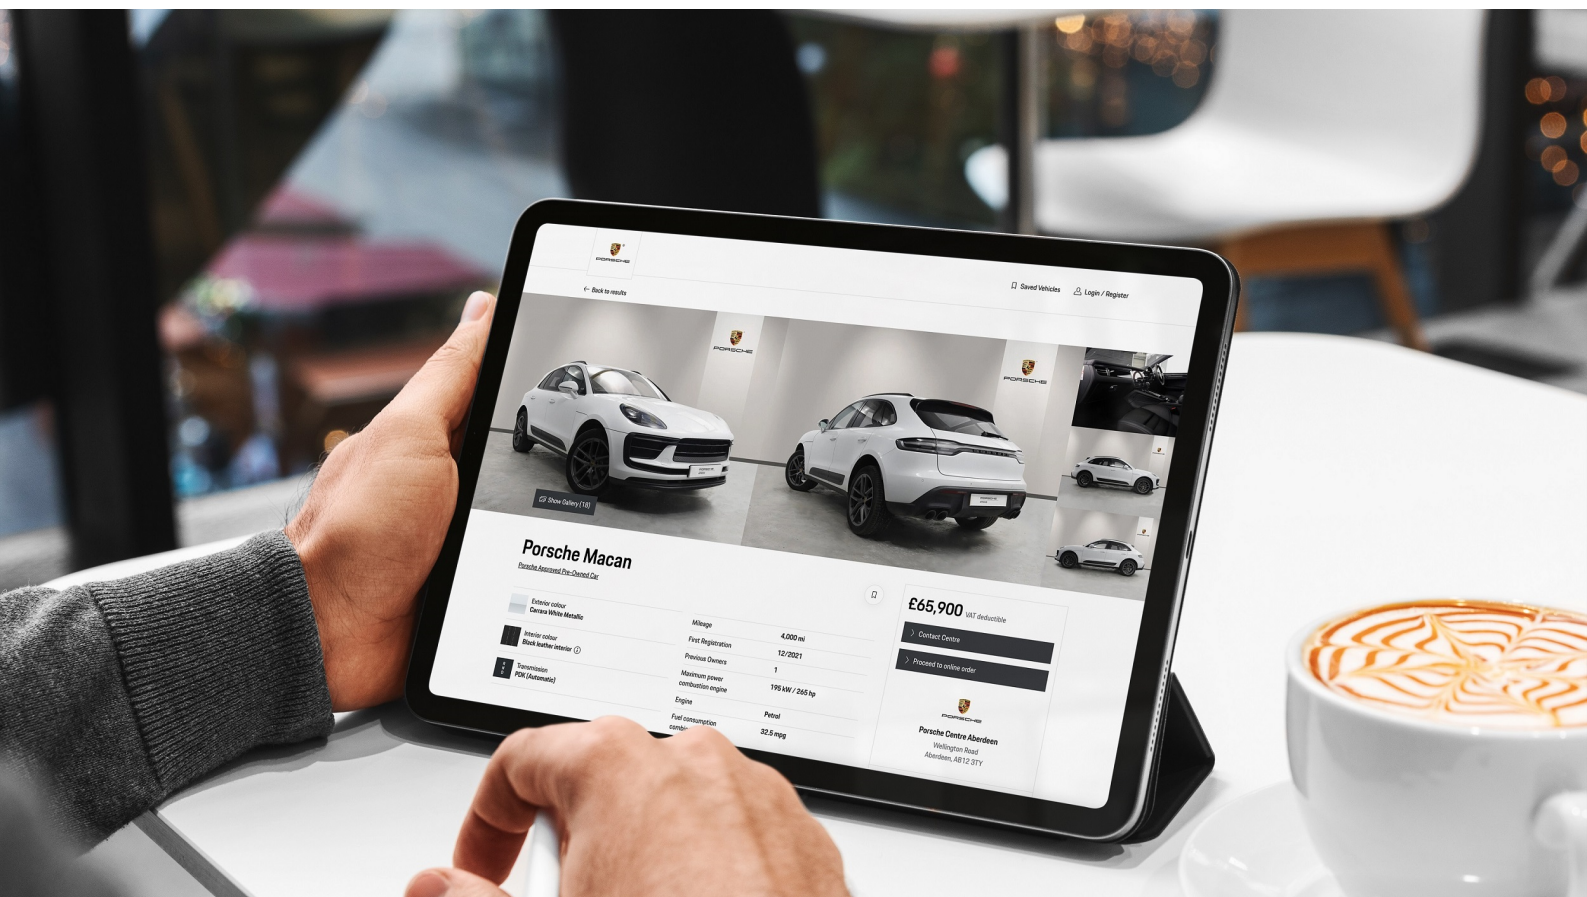 PORSCHE
Saved Vehicles
Login / Register
Back to results
PORSCHE
PORSCHE
Show Gallery (18)
Porsche Macan
Porsche Approved Pre-Owned Car
Exterior colour
Carrara White Metallic
Interior colour
Black leather interior
Transmission
PDK (Automatic)
Mileage 4,000 mi
First Registration 12/2021
Previous Owners 1
Maximum power
combustion engine 195 kW / 265 hp
Engine Petrol
Fuel consumption
32.5 mpg
£65,900 VAT deductible
Contact Centre
Proceed to online order
PORSCHE
Porsche Centre Aberdeen
Wellington Road
Aberdeen, AB12 3TY